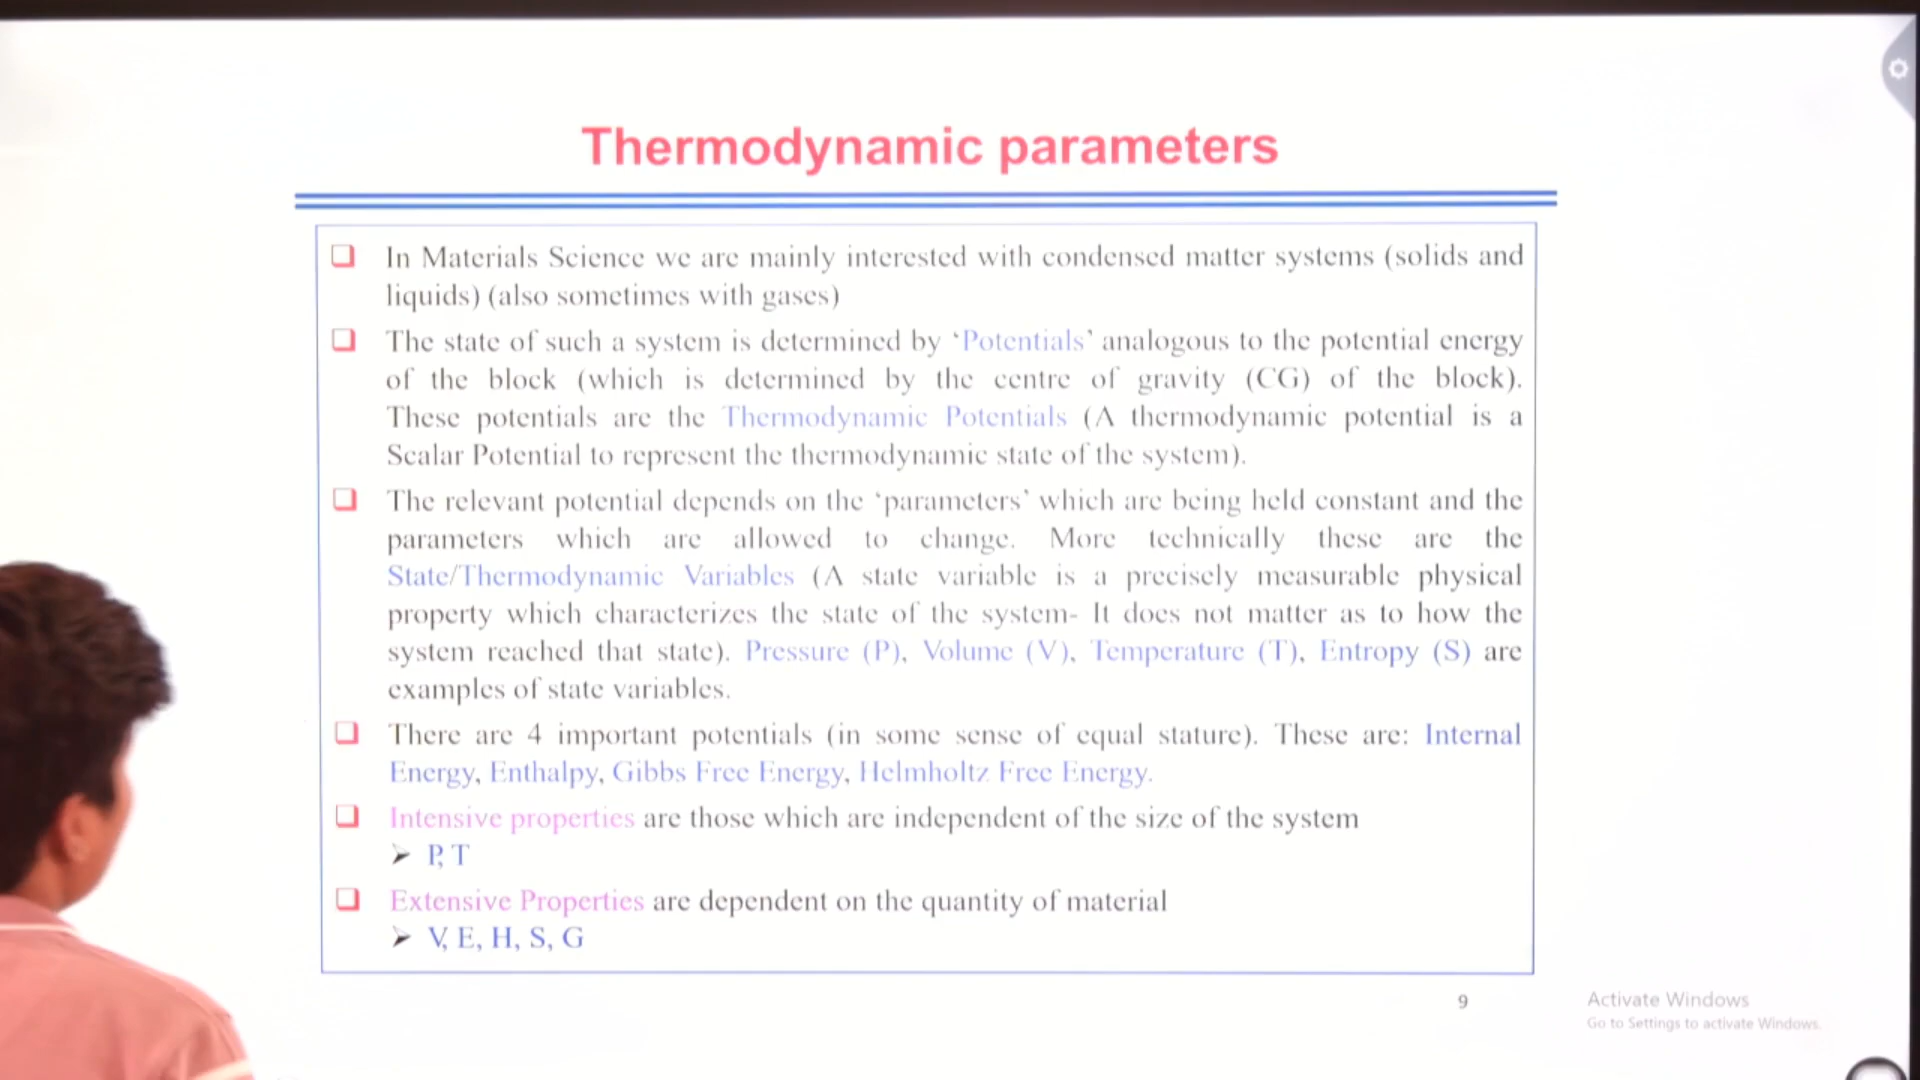 Thermodynamic parameters
❑ In Materials Science we are mainly interested with condensed matter systems (solids and
liquids) (also sometimes with gases)
❑ The state of such a system is determined by ‘Potentials’ analogous to the potential energy
of the block (which is determined by the centre of gravity (CG) of the block).
These potentials are the Thermodynamic Potentials (A thermodynamic potential is a
Scalar Potential to represent the thermodynamic state of the system).
❑ The relevant potential depends on the ‘parameters’ which are being held constant and the
parameters which are allowed to change. More technically these are the
State/Thermodynamic Variables (A state variable is a precisely measurable physical
property which characterizes the state of the system- It does not matter as to how the
system reached that state). Pressure (P), Volume (V), Temperature (T), Entropy (S) are
examples of state variables.
❑ There are 4 important potentials (in some sense of equal stature). These are: Internal
Energy, Enthalpy, Gibbs Free Energy, Helmholtz Free Energy.
❑ Intensive properties are those which are independent of the size of the system
➢ P, T
❑ Extensive Properties are dependent on the quantity of material
➢ V, E, H, S, G
9
Activate Windows
Go to Settings to activate Windows.